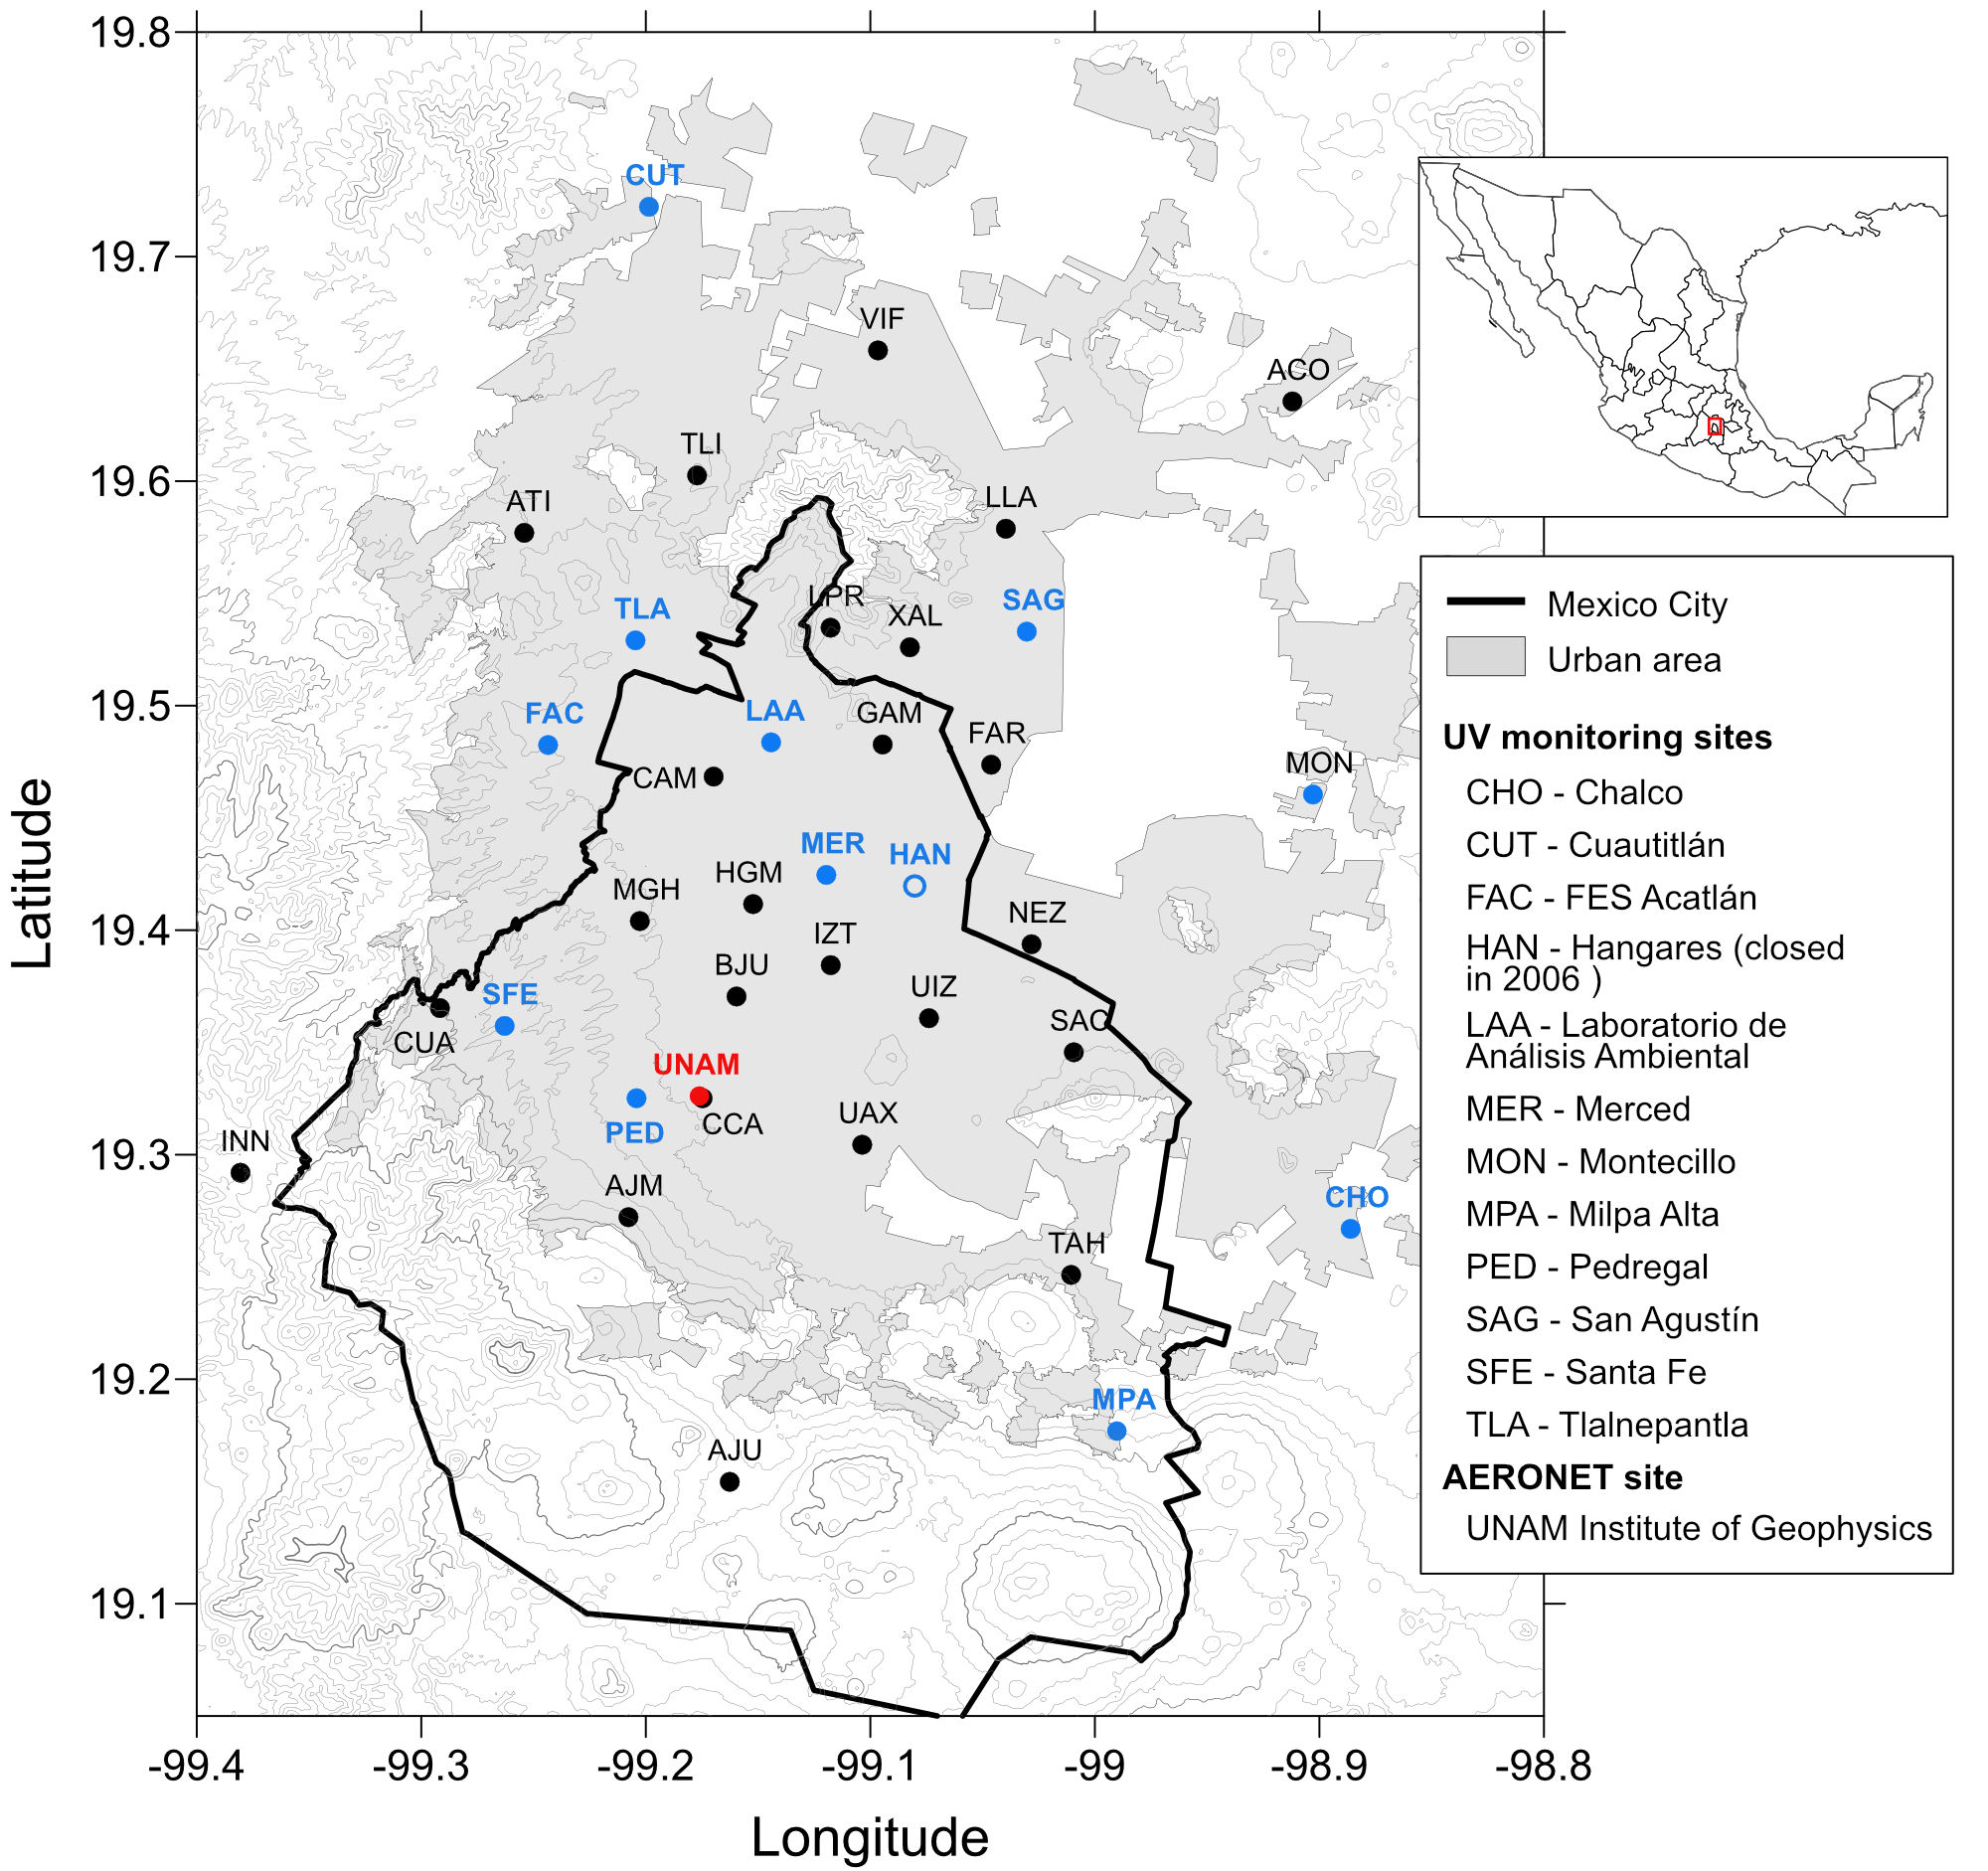 19.8
19.7
19.6
19.5
19.4
19.3
19.2
19.1
Latitude
-99.4
-99.3
-99.2
-99.1
-99
-98.9
-98.8
Longitude
CUT
VIF
ACO
TLI
ATI
LLA
TLA
LPR
XAL
SAG
FAC
LAA
GAM
FAR
CAM
MON
MER
HAN
HGM
MGH
NEZ
IZT
BJU
UIZ
SFE
SAC
CUA
UNAM
CCA
UAX
PED
INN
AJM
CHO
TAH
MPA
AJU
Mexico City
Urban area
UV monitoring sites
CHO - Chalco
CUT - Cuautitlán
FAC - FES Acatlán
HAN - Hangares (closed
in 2006 )
LAA - Laboratorio de
Análisis Ambiental
MER - Merced
MON - Montecillo
MPA - Milpa Alta
PED - Pedregal
SAG - San Agustín
SFE - Santa Fe
TLA - Tlalnepantla
AERONET site
UNAM Institute of Geophysics